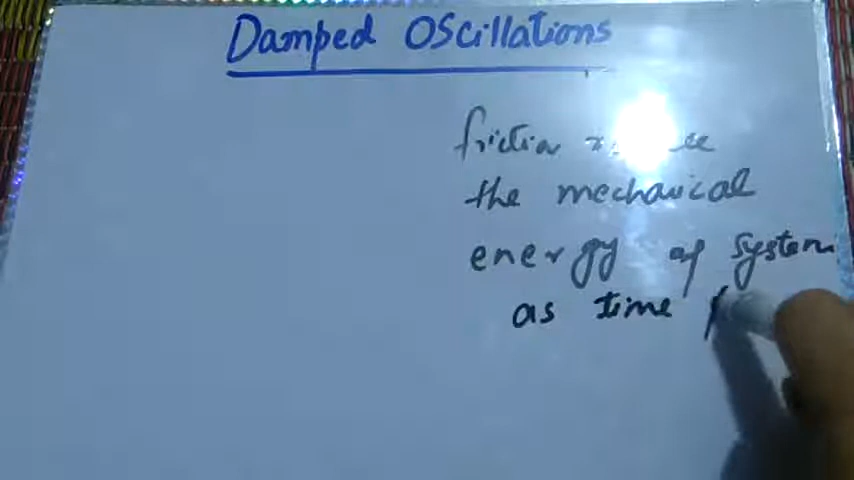 Damped Oscillations
friction
the mechanical
energy of system
as time